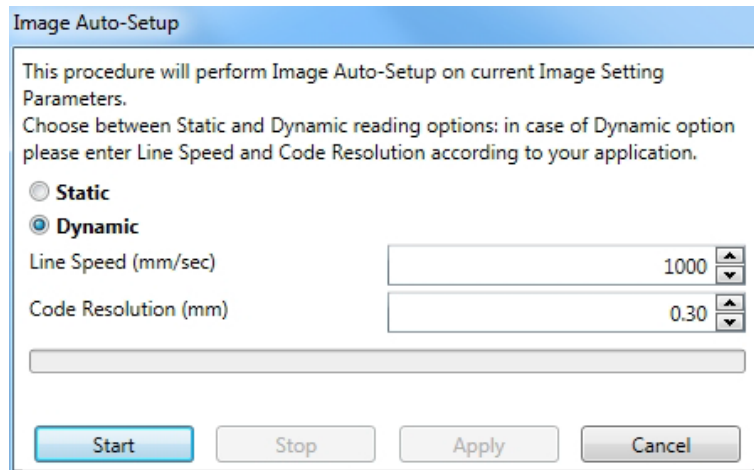 Image Auto-Setup
This procedure will perform Image Auto-Setup on current Image Setting
Parameters.
Choose between Static and Dynamic reading options: in case of Dynamic option
please enter Line Speed and Code Resolution according to your application.
Static
Dynamic
Line Speed (mm/sec) 1000
Code Resolution (mm) 0.30
Start Stop Apply Cancel